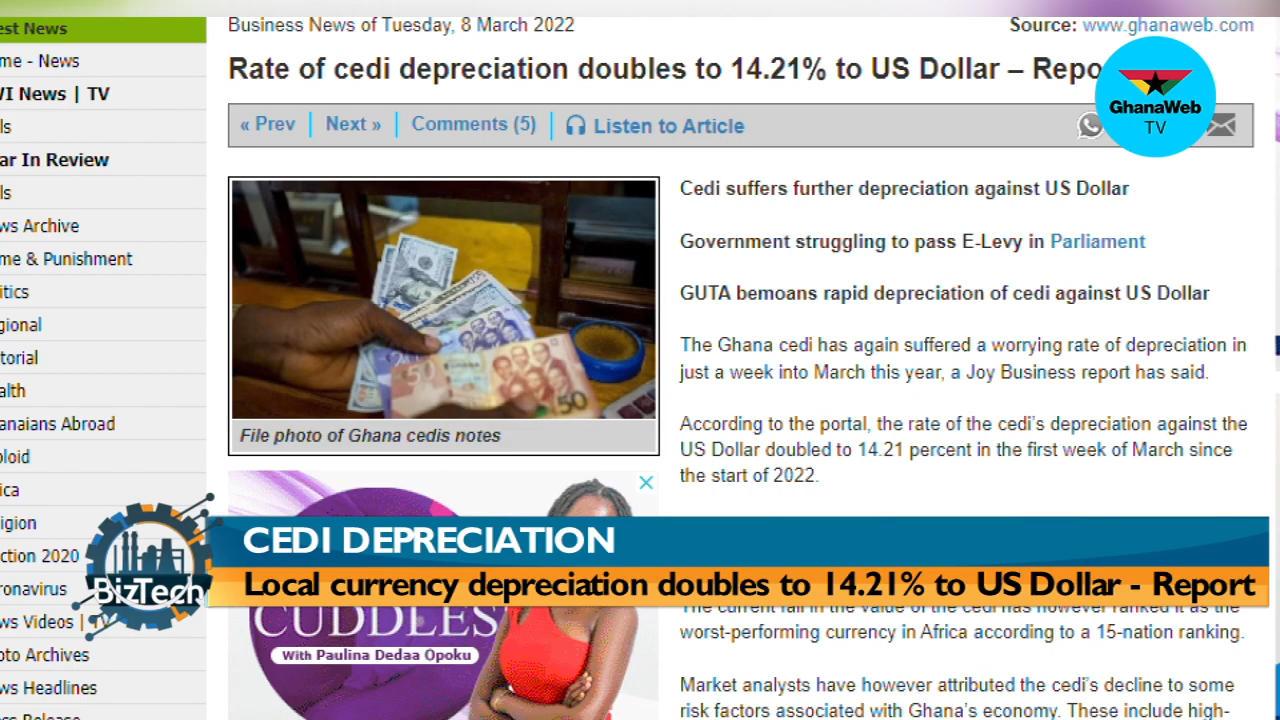 est News
me - News
VI News | TV
ls
ar In Review
ls
ws Archive
me & Punishment
itics
gional
torial
alth
anaians Abroad
bloid
ica
igion
ction 2020
ronavirus
ws Videos | TV
oto Archives
ws Headlines
ess Release
Business News of Tuesday, 8 March 2022
Source: www.ghanaweb.com
Rate of cedi depreciation doubles to 14.21% to US Dollar – Repo
GhanaWeb
TV
« Prev
Next »
Comments (5)
Listen to Article
50
50
File photo of Ghana cedis notes
Cedi suffers further depreciation against US Dollar
Government struggling to pass E-Levy in Parliament
GUTA bemoans rapid depreciation of cedi against US Dollar
The Ghana cedi has again suffered a worrying rate of depreciation in
just a week into March this year, a Joy Business report has said.
According to the portal, the rate of the cedi's depreciation against the
US Dollar doubled to 14.21 percent in the first week of March since
the start of 2022.
BizTech
CEDI DEPRECIATION
Local currency depreciation doubles to 14.21% to US Dollar - Report
CUDDLES
With Paulina Dedaa Opoku
The current fall in the value of the cedi has however ranked it as the
worst-performing currency in Africa according to a 15-nation ranking.
Market analysts have however attributed the cedi's decline to some
risk factors associated with Ghana's economy. These include high-